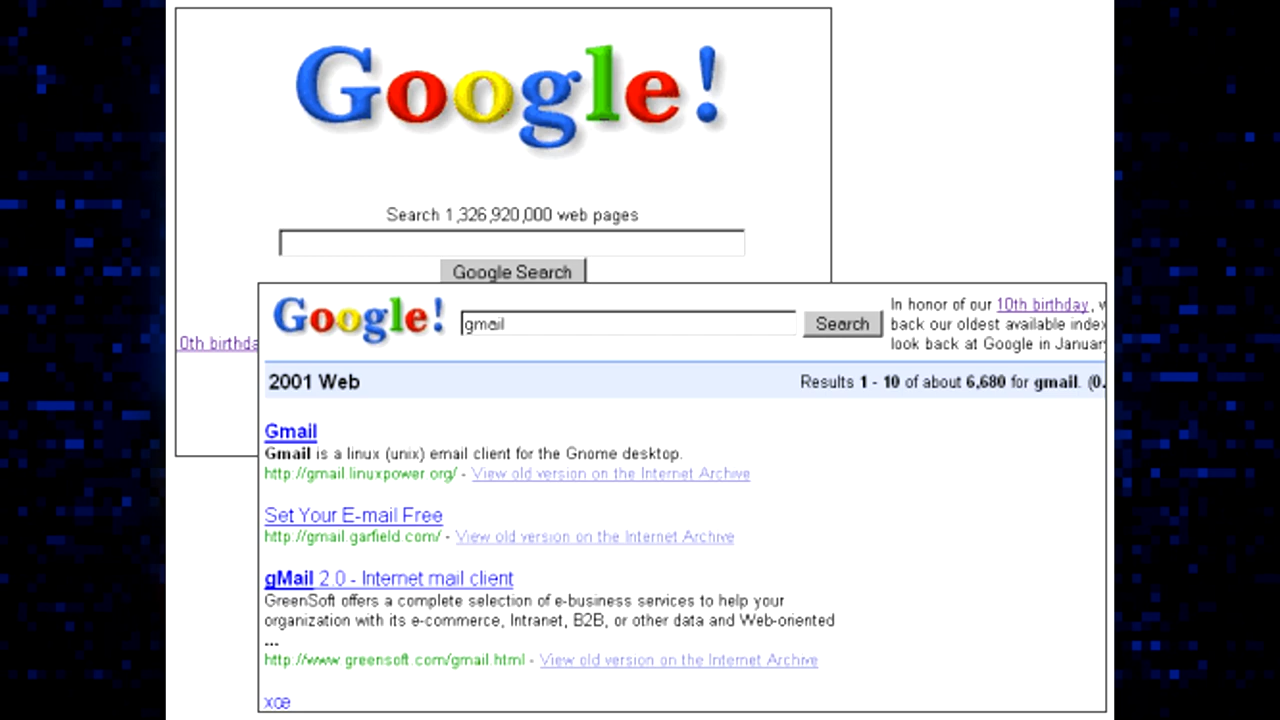 Google!
Search 1,326,920,000 web pages
Google Search
0th birthda
Google!
gmail
Search
In honor of our 10th birthday,
back our oldest available index
look back at Google in January
2001 Web
Results 1 - 10 of about 6,680 for gmail. (0.
Gmail
Gmail is a linux (unix) email client for the Gnome desktop.
http://gmail.linuxpower.org/ - View old version on the Internet Archive
Set Your E-mail Free
http://gmail.garfield.com/ - View old version on the Internet Archive
gMail 2.0 - Internet mail client
GreenSoft offers a complete selection of e-business services to help your
organization with its e-commerce, Intranet, B2B, or other data and Web-oriented
...
http://www.greensoft.com/gmail.html - View old version on the Internet Archive